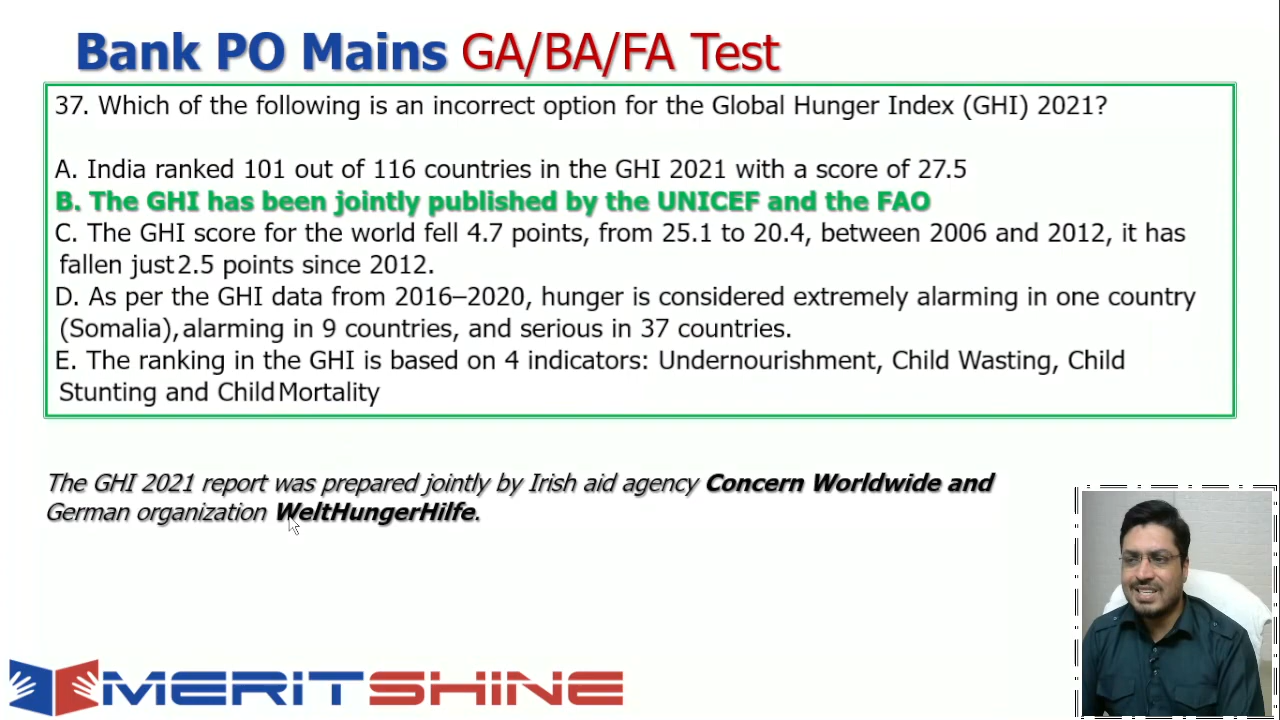 Bank PO Mains GA/BA/FA Test
37. Which of the following is an incorrect option for the Global Hunger Index (GHI) 2021?
A. India ranked 101 out of 116 countries in the GHI 2021 with a score of 27.5
B. The GHI has been jointly published by the UNICEF and the FAO
C. The GHI score for the world fell 4.7 points, from 25.1 to 20.4, between 2006 and 2012, it has
fallen just 2.5 points since 2012.
D. As per the GHI data from 2016–2020, hunger is considered extremely alarming in one country
(Somalia), alarming in 9 countries, and serious in 37 countries.
E. The ranking in the GHI is based on 4 indicators: Undernourishment, Child Wasting, Child
Stunting and Child Mortality
The GHI 2021 report was prepared jointly by Irish aid agency Concern Worldwide and
German organization WeltHungerHilfe.
MERITSHINE